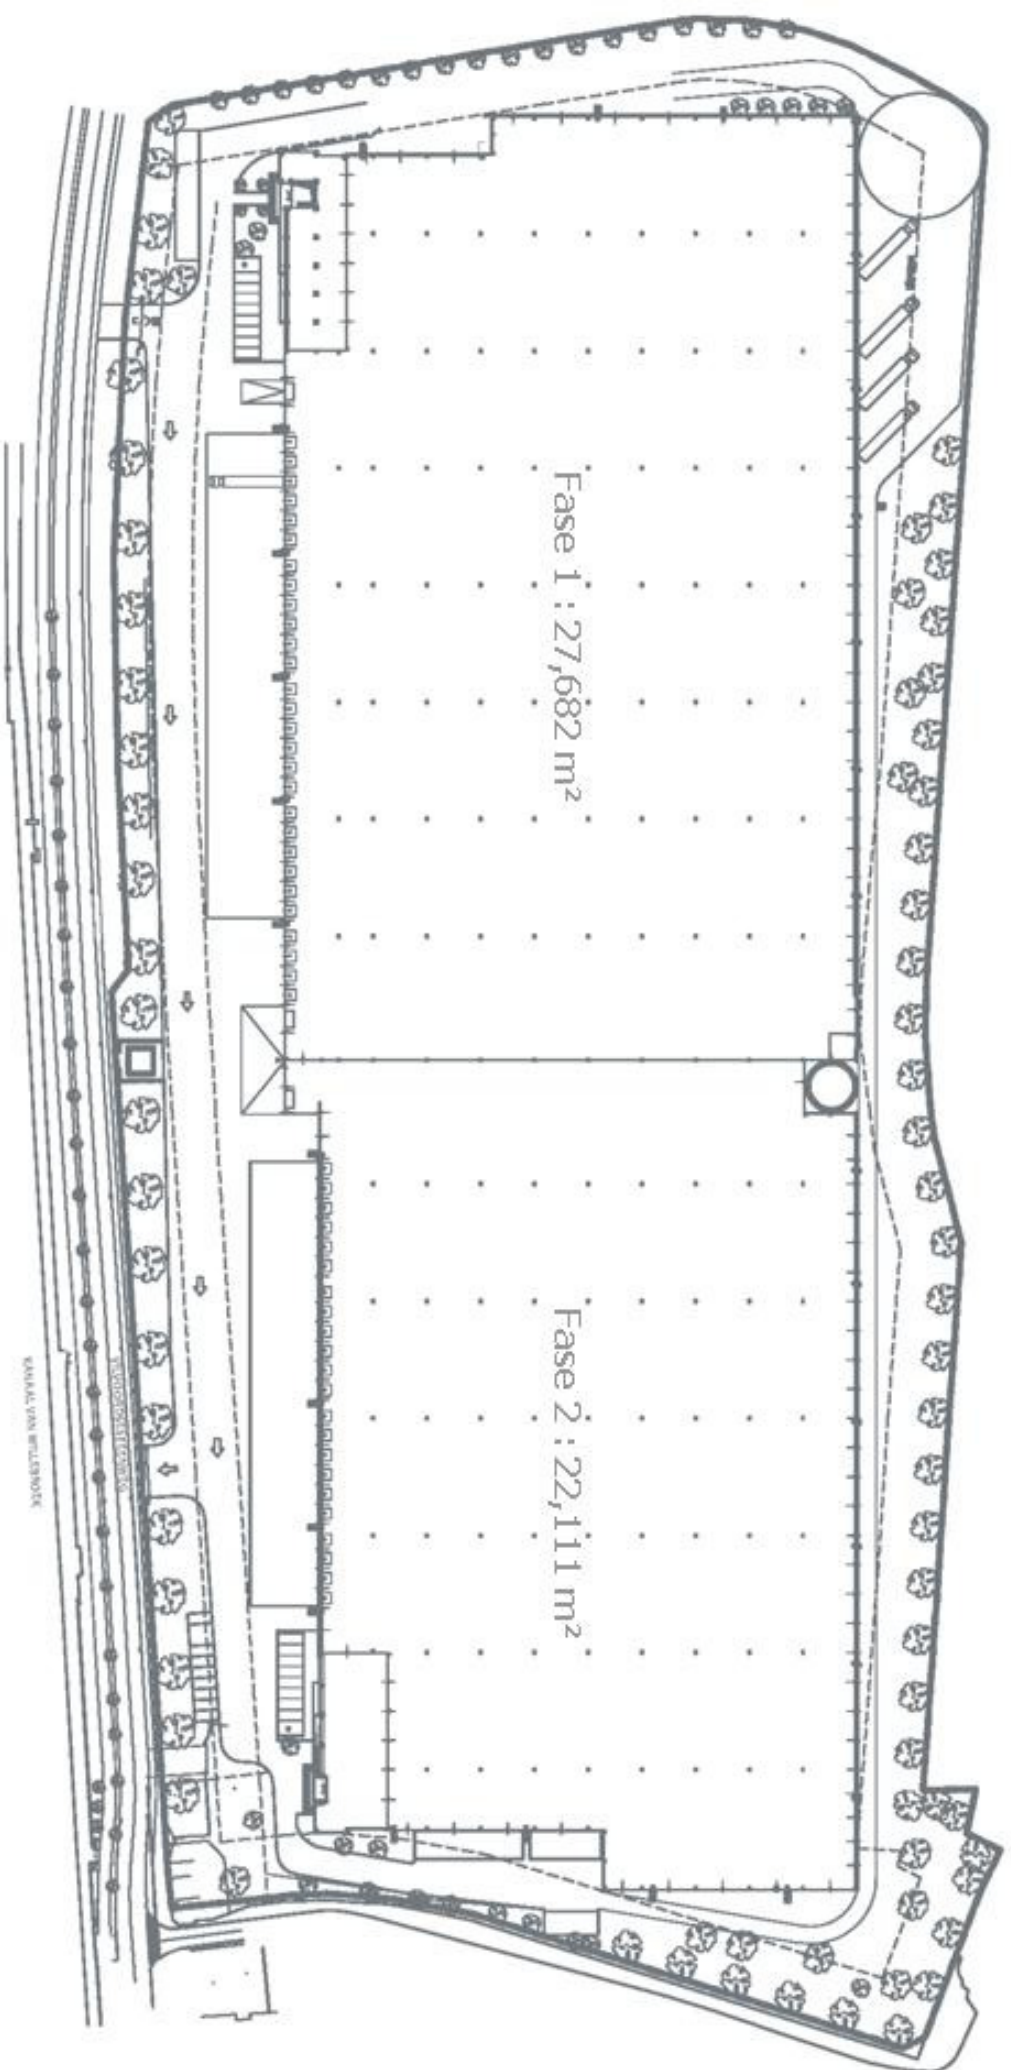 Fase 1 : 27,682 m²
Fase 2 : 22,111 m²
KANAAL VAN WILLEBROEK